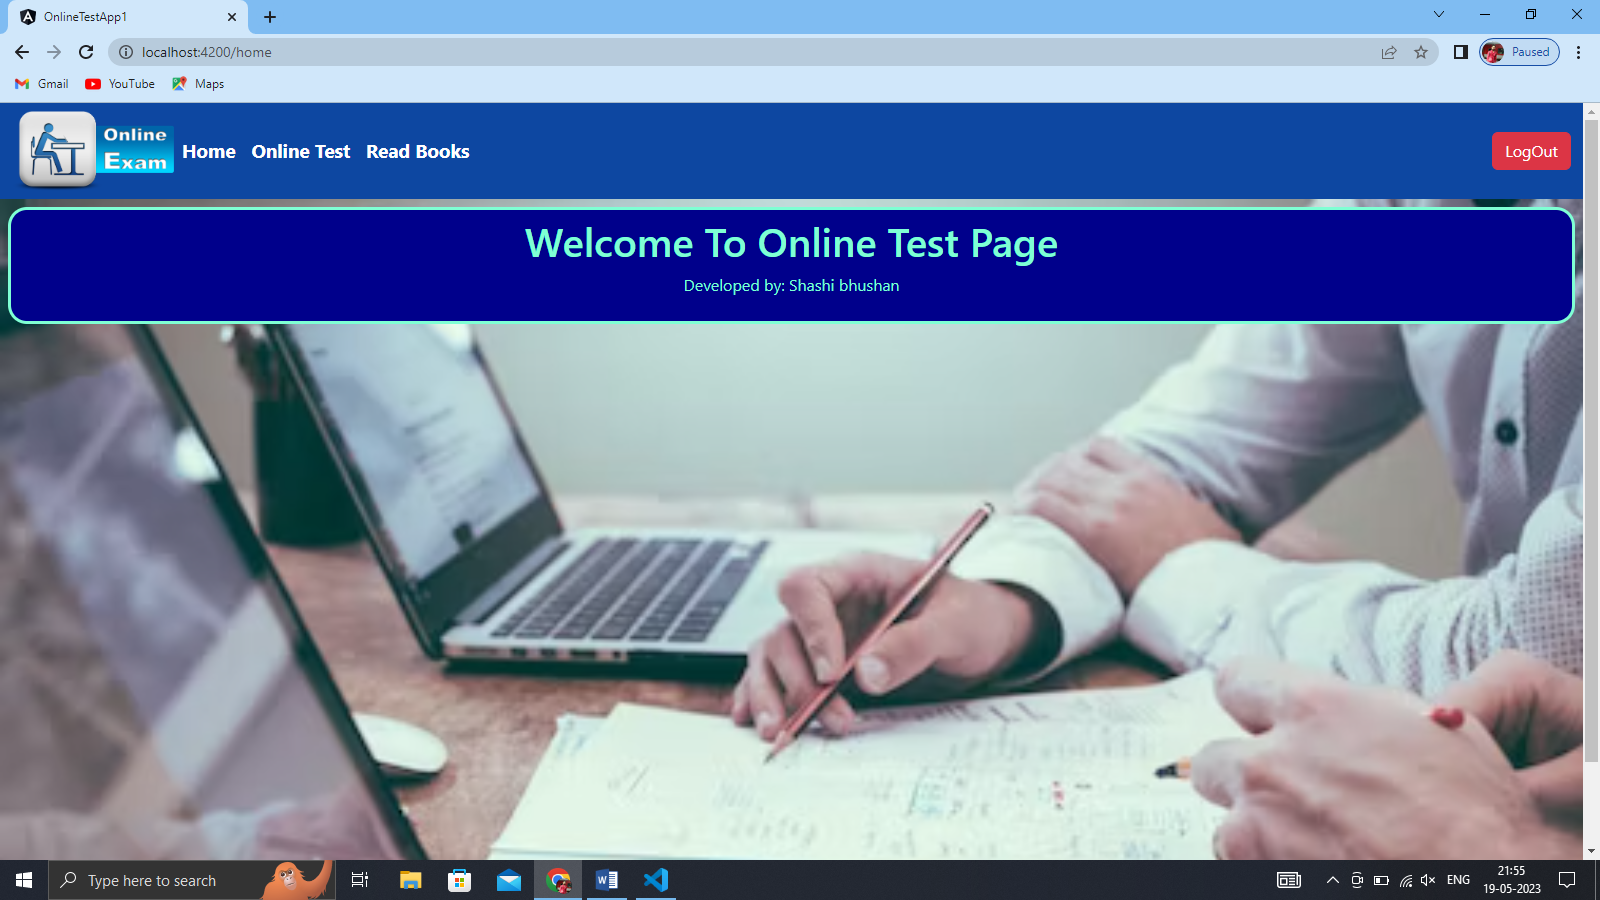 OnlineTestApp1
localhost:4200/home
Paused
Gmail
YouTube
Maps
Online
Exam
Home
Online Test
Read Books
LogOut
Welcome To Online Test Page
Developed by: Shashi bhushan
Type here to search
ENG
21:55
19-05-2023